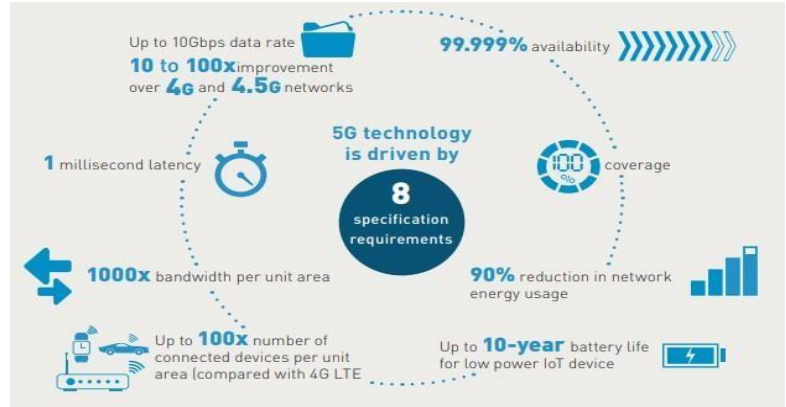 Up to 10Gbps data rate
10 to 100x improvement
over 4G and 4.5G networks
99.999% availability
5G technology
is driven by
8
specification
requirements
1 millisecond latency
100
%
coverage
1000x bandwidth per unit area
90% reduction in network
energy usage
Up to 100x number of
connected devices per unit
area (compared with 4G LTE
Up to 10-year battery life
for low power IoT device